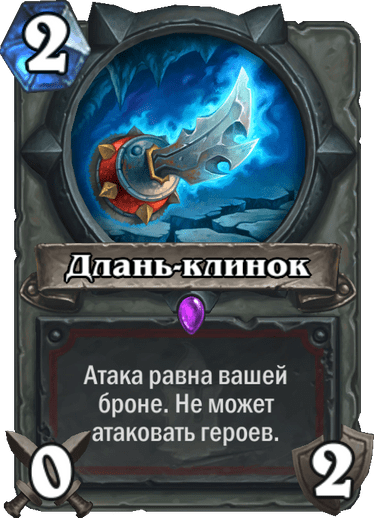 2
Длань-клинок
Атака равна вашей
броне. Не может
атаковать героев.
0
2